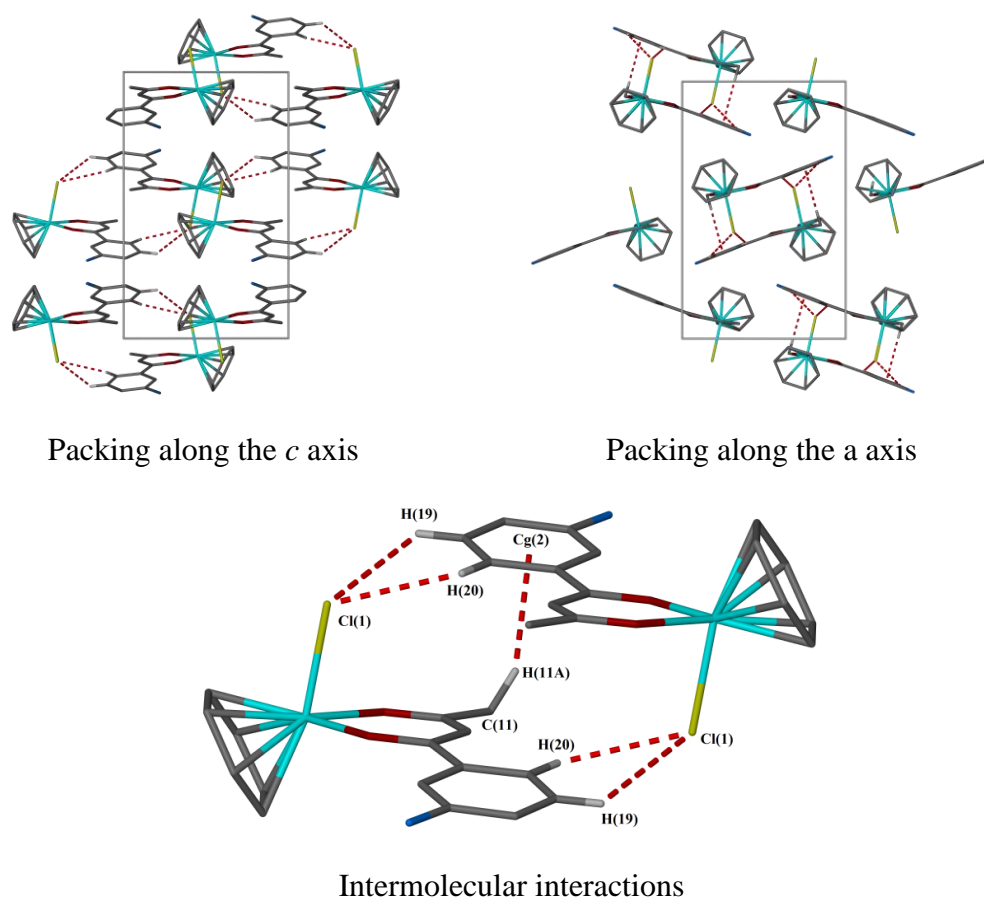 Packing along the c axis
Packing along the a axis
H(19)
Cg(2)
H(20)
Cl(1)
H(11A)
C(11)
Cl(1)
H(20)
H(19)
Intermolecular interactions